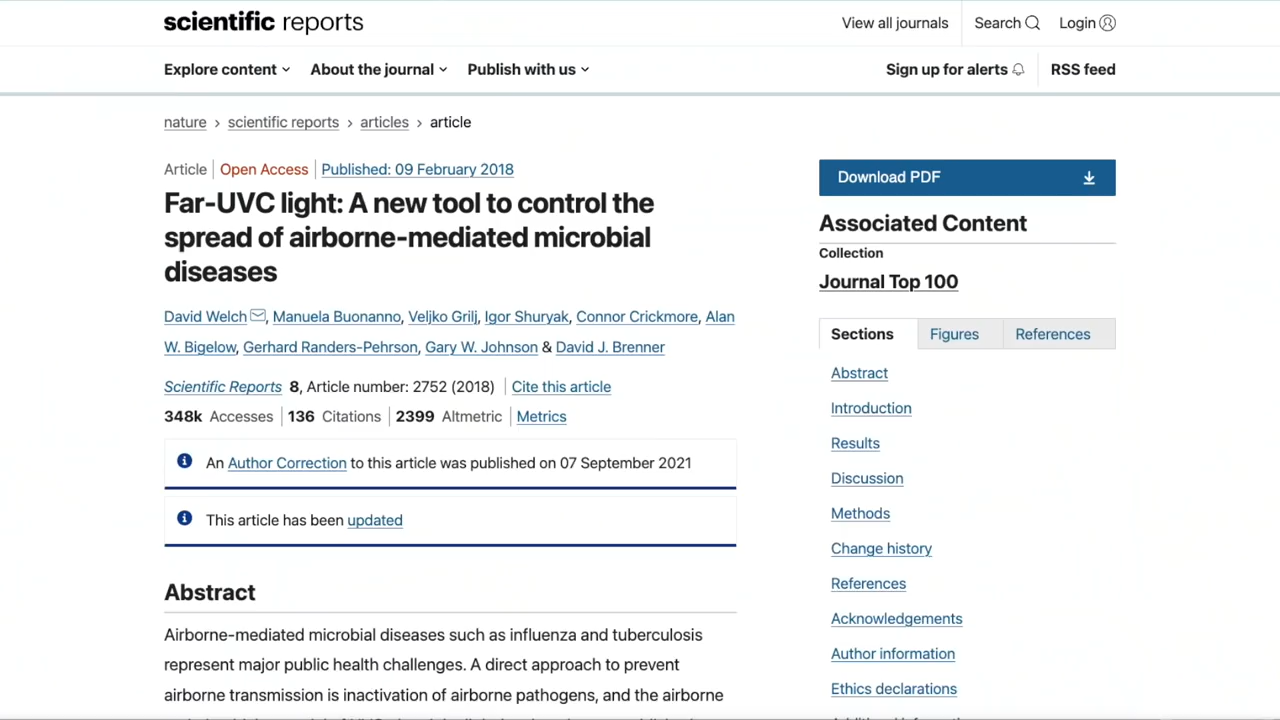 scientific reports
View all journals
Search
Login
Explore content
About the journal
Publish with us
Sign up for alerts
RSS feed
nature > scientific reports > articles > article
Article | Open Access | Published: 09 February 2018
Far-UVC light: A new tool to control the
spread of airborne-mediated microbial
diseases
David Welch, Manuela Buonanno, Veljko Grilj, Igor Shuryak, Connor Crickmore, Alan
W. Bigelow, Gerhard Randers-Pehrson, Gary W. Johnson & David J. Brenner
Scientific Reports 8, Article number: 2752 (2018) | Cite this article
348k Accesses | 136 Citations | 2399 Altmetric | Metrics
An Author Correction to this article was published on 07 September 2021
This article has been updated
Abstract
Airborne-mediated microbial diseases such as influenza and tuberculosis
represent major public health challenges. A direct approach to prevent
airborne transmission is inactivation of airborne pathogens, and the airborne
Download PDF
Associated Content
Collection
Journal Top 100
Sections
Figures
References
Abstract
Introduction
Results
Discussion
Methods
Change history
References
Acknowledgements
Author information
Ethics declarations